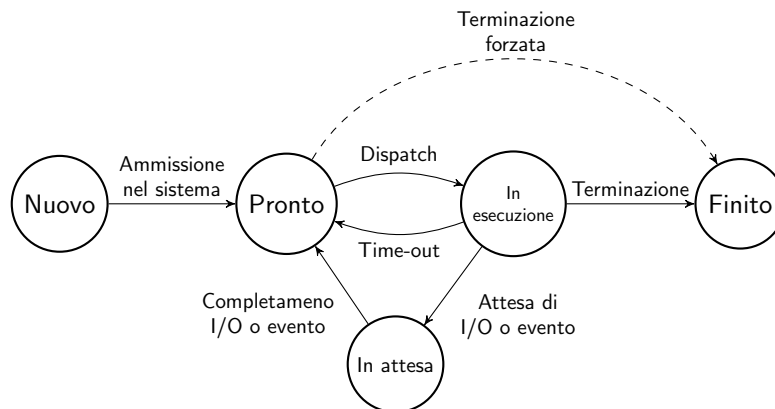 Terminazione
forzata
Ammissione
nel sistema
Dispatch
Nuovo
Pronto
In
esecuzione
Terminazione
Finito
Time-out
Completameno
I/O o evento
Attesa di
I/O o evento
In attesa